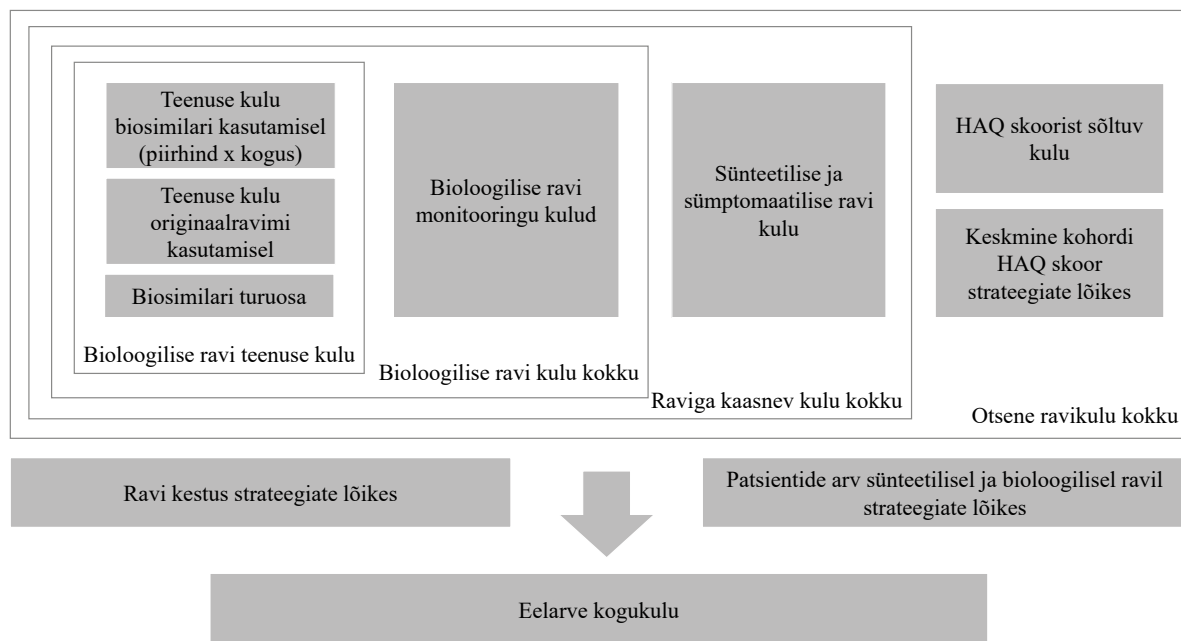 Teenuse kulu
biosimilari kasutamisel
(piirhind x kogus)
Teenuse kulu
originaalravimi
kasutamisel
Biosimilari turuosa
Bioloogilise ravi teenuse kulu
Bioloogilise ravi
monitooringu kulud
Bioloogilise ravi kulu kokku
Sünteetilise ja
sümptomaatilise ravi
kulu
Raviga kaasnev kulu kokku
HAQ skoorist sõltuv
kulu
Keskmine kohordi
HAQ skoor
strateegiate lõikes
Otsene ravikulu kokku
Ravi kestus strateegiate lõikes
Patsientide arv sünteetilisel ja bioloogilisel ravil
strateegiate lõikes
Eelarve kogukulu